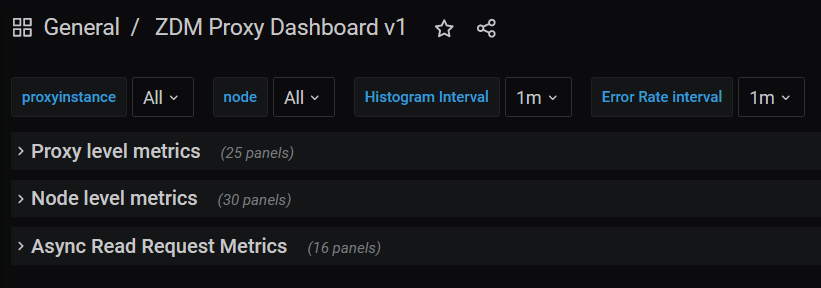 General / ZDM Proxy Dashboard v1
proxyinstance All node All Histogram Interval 1m Error Rate interval 1m
Proxy level metrics (25 panels)
Node level metrics (30 panels)
Async Read Request Metrics (16 panels)